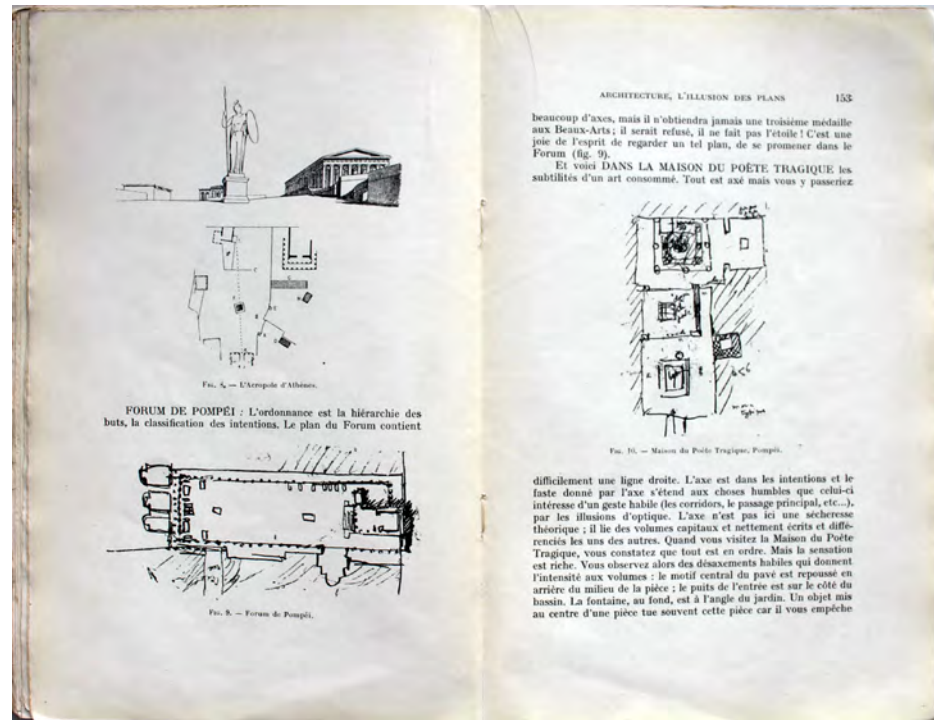 Fig. 8. — L'Acropole d'Athènes.
FORUM DE POMPÉI : L'ordonnance est la hiérarchie des
buts, la classification des intentions. Le plan du Forum contient
Fig. 9. — Forum de Pompéi.
ARCHITECTURE, L'ILLUSION DES PLANS 153
beaucoup d'axes, mais il n'obtiendra jamais une troisième médaille
aux Beaux-Arts ; il serait refusé, il ne fait pas l'étoile ! C'est une
joie de l'esprit de regarder un tel plan, de se promener dans le
Forum (fig. 9).
Et voici DANS LA MAISON DU POÈTE TRAGIQUE les
subtilités d'un art consommé. Tout est axé mais vous y passeriez
Fig. 10. — Maison du Poète Tragique, Pompéi.
difficilement une ligne droite. L'axe est dans les intentions et le
faste donné par l'axe s'étend aux choses humbles que celui-ci
intéresse d'un geste habile (les corridors, le passage principal, etc...),
par les illusions d'optique. L'axe n'est pas ici une sécheresse
théorique ; il lie des volumes capitaux et nettement écrits et diffé-
renciés les uns des autres. Quand vous visitez la Maison du Poète
Tragique, vous constatez que tout est en ordre. Mais la sensation
est riche. Vous observez alors des désaxements habiles qui donnent
l'intensité aux volumes : le motif central du pavé est repoussé en
arrière du milieu de la pièce ; le puits de l'entrée est sur le côté du
bassin. La fontaine, au fond, est à l'angle du jardin. Un objet mis
au centre d'une pièce tue souvent cette pièce car il vous empêche